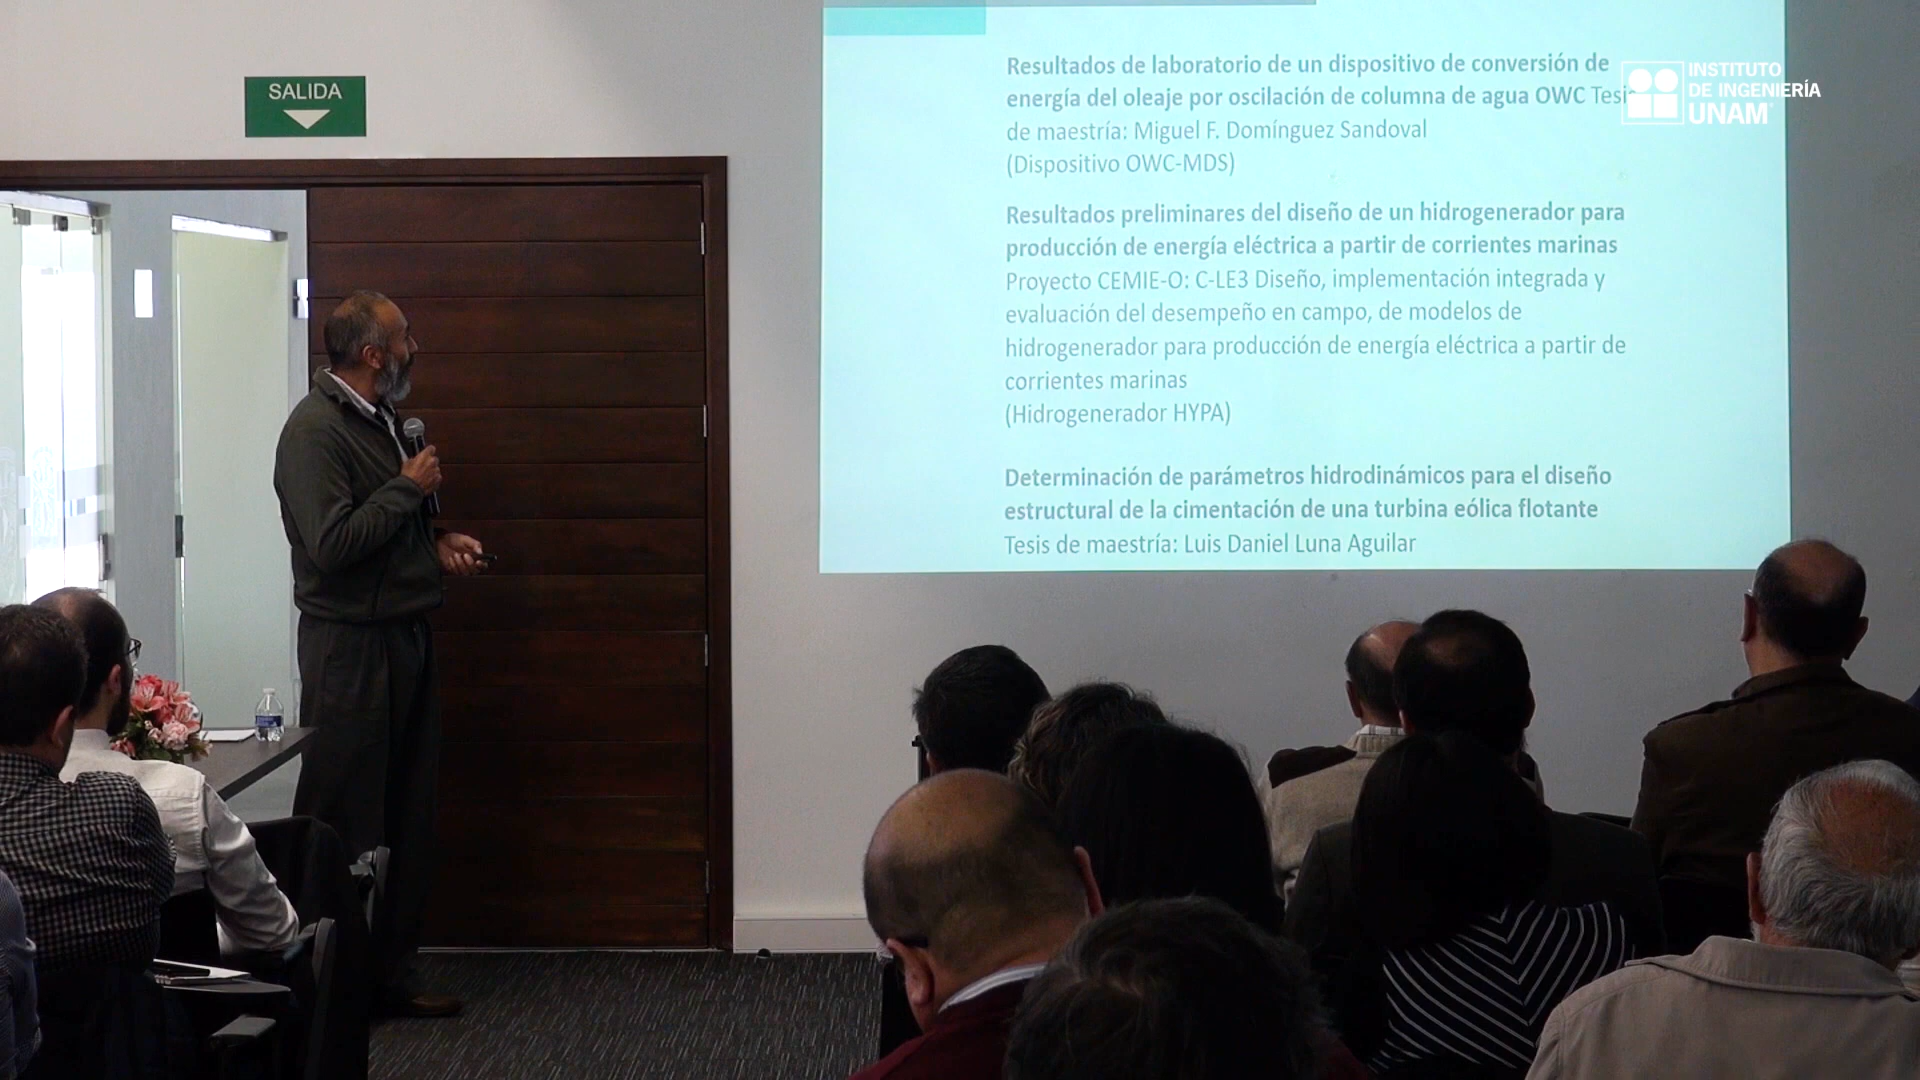 SALIDA
Resultados de laboratorio de un dispositivo de conversión de
energía del oleaje por oscilación de columna de agua OWC Tesis
de maestría: Miguel F. Domínguez Sandoval
(Dispositivo OWC-MDS)
Resultados preliminares del diseño de un hidrogenerador para
producción de energía eléctrica a partir de corrientes marinas
Proyecto CEMIE-O: C-LE3 Diseño, implementación integrada y
evaluación del desempeño en campo, de modelos de
hidrogenerador para producción de energía eléctrica a partir de
corrientes marinas
(Hidrogenerador HYPA)
Determinación de parámetros hidrodinámicos para el diseño
estructural de la cimentación de una turbina eólica flotante
Tesis de maestría: Luis Daniel Luna Aguilar
INSTITUTO
DE INGENIERÍA
UNAM